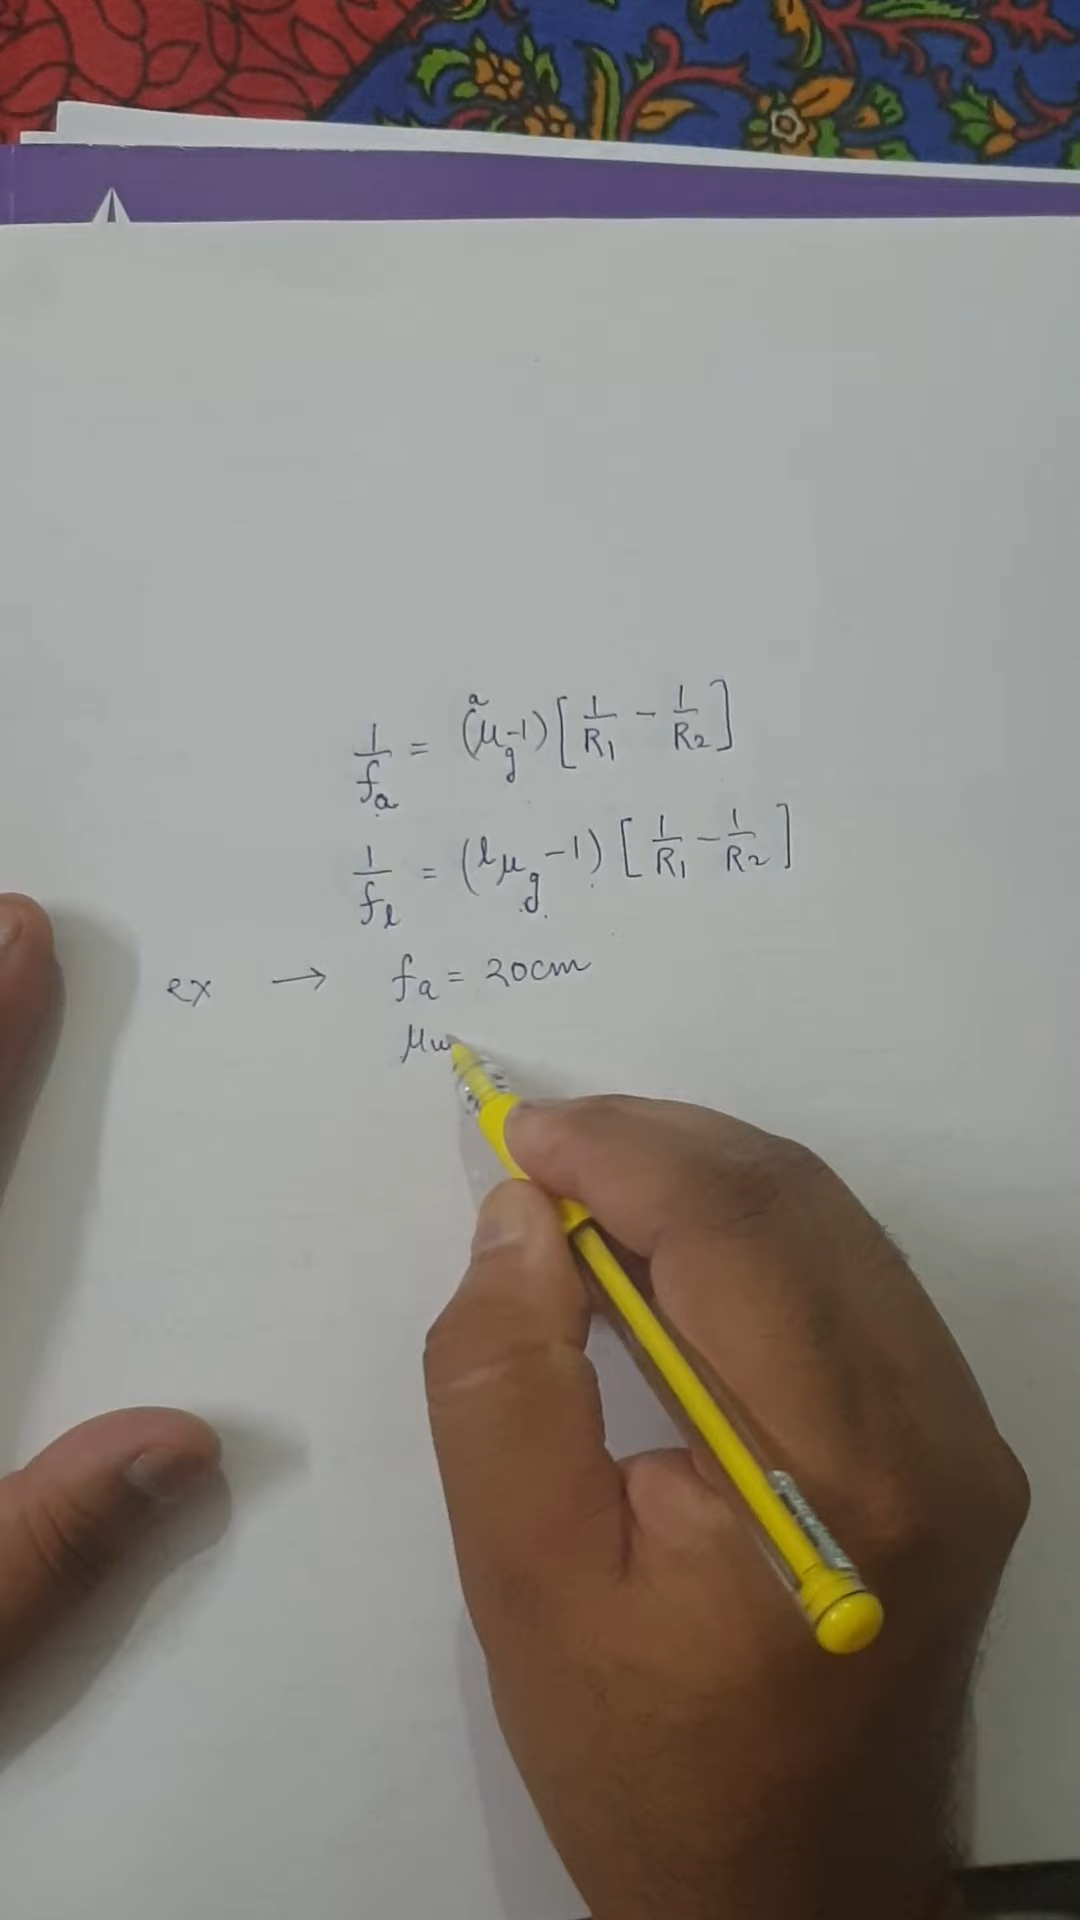 1/fₐ = (ᵃμg-1) [1/R₁ - 1/R₂]
1/fₗ = (ˡμg -1) [1/R₁ - 1/R₂]
ex → fₐ = 20cm
μw